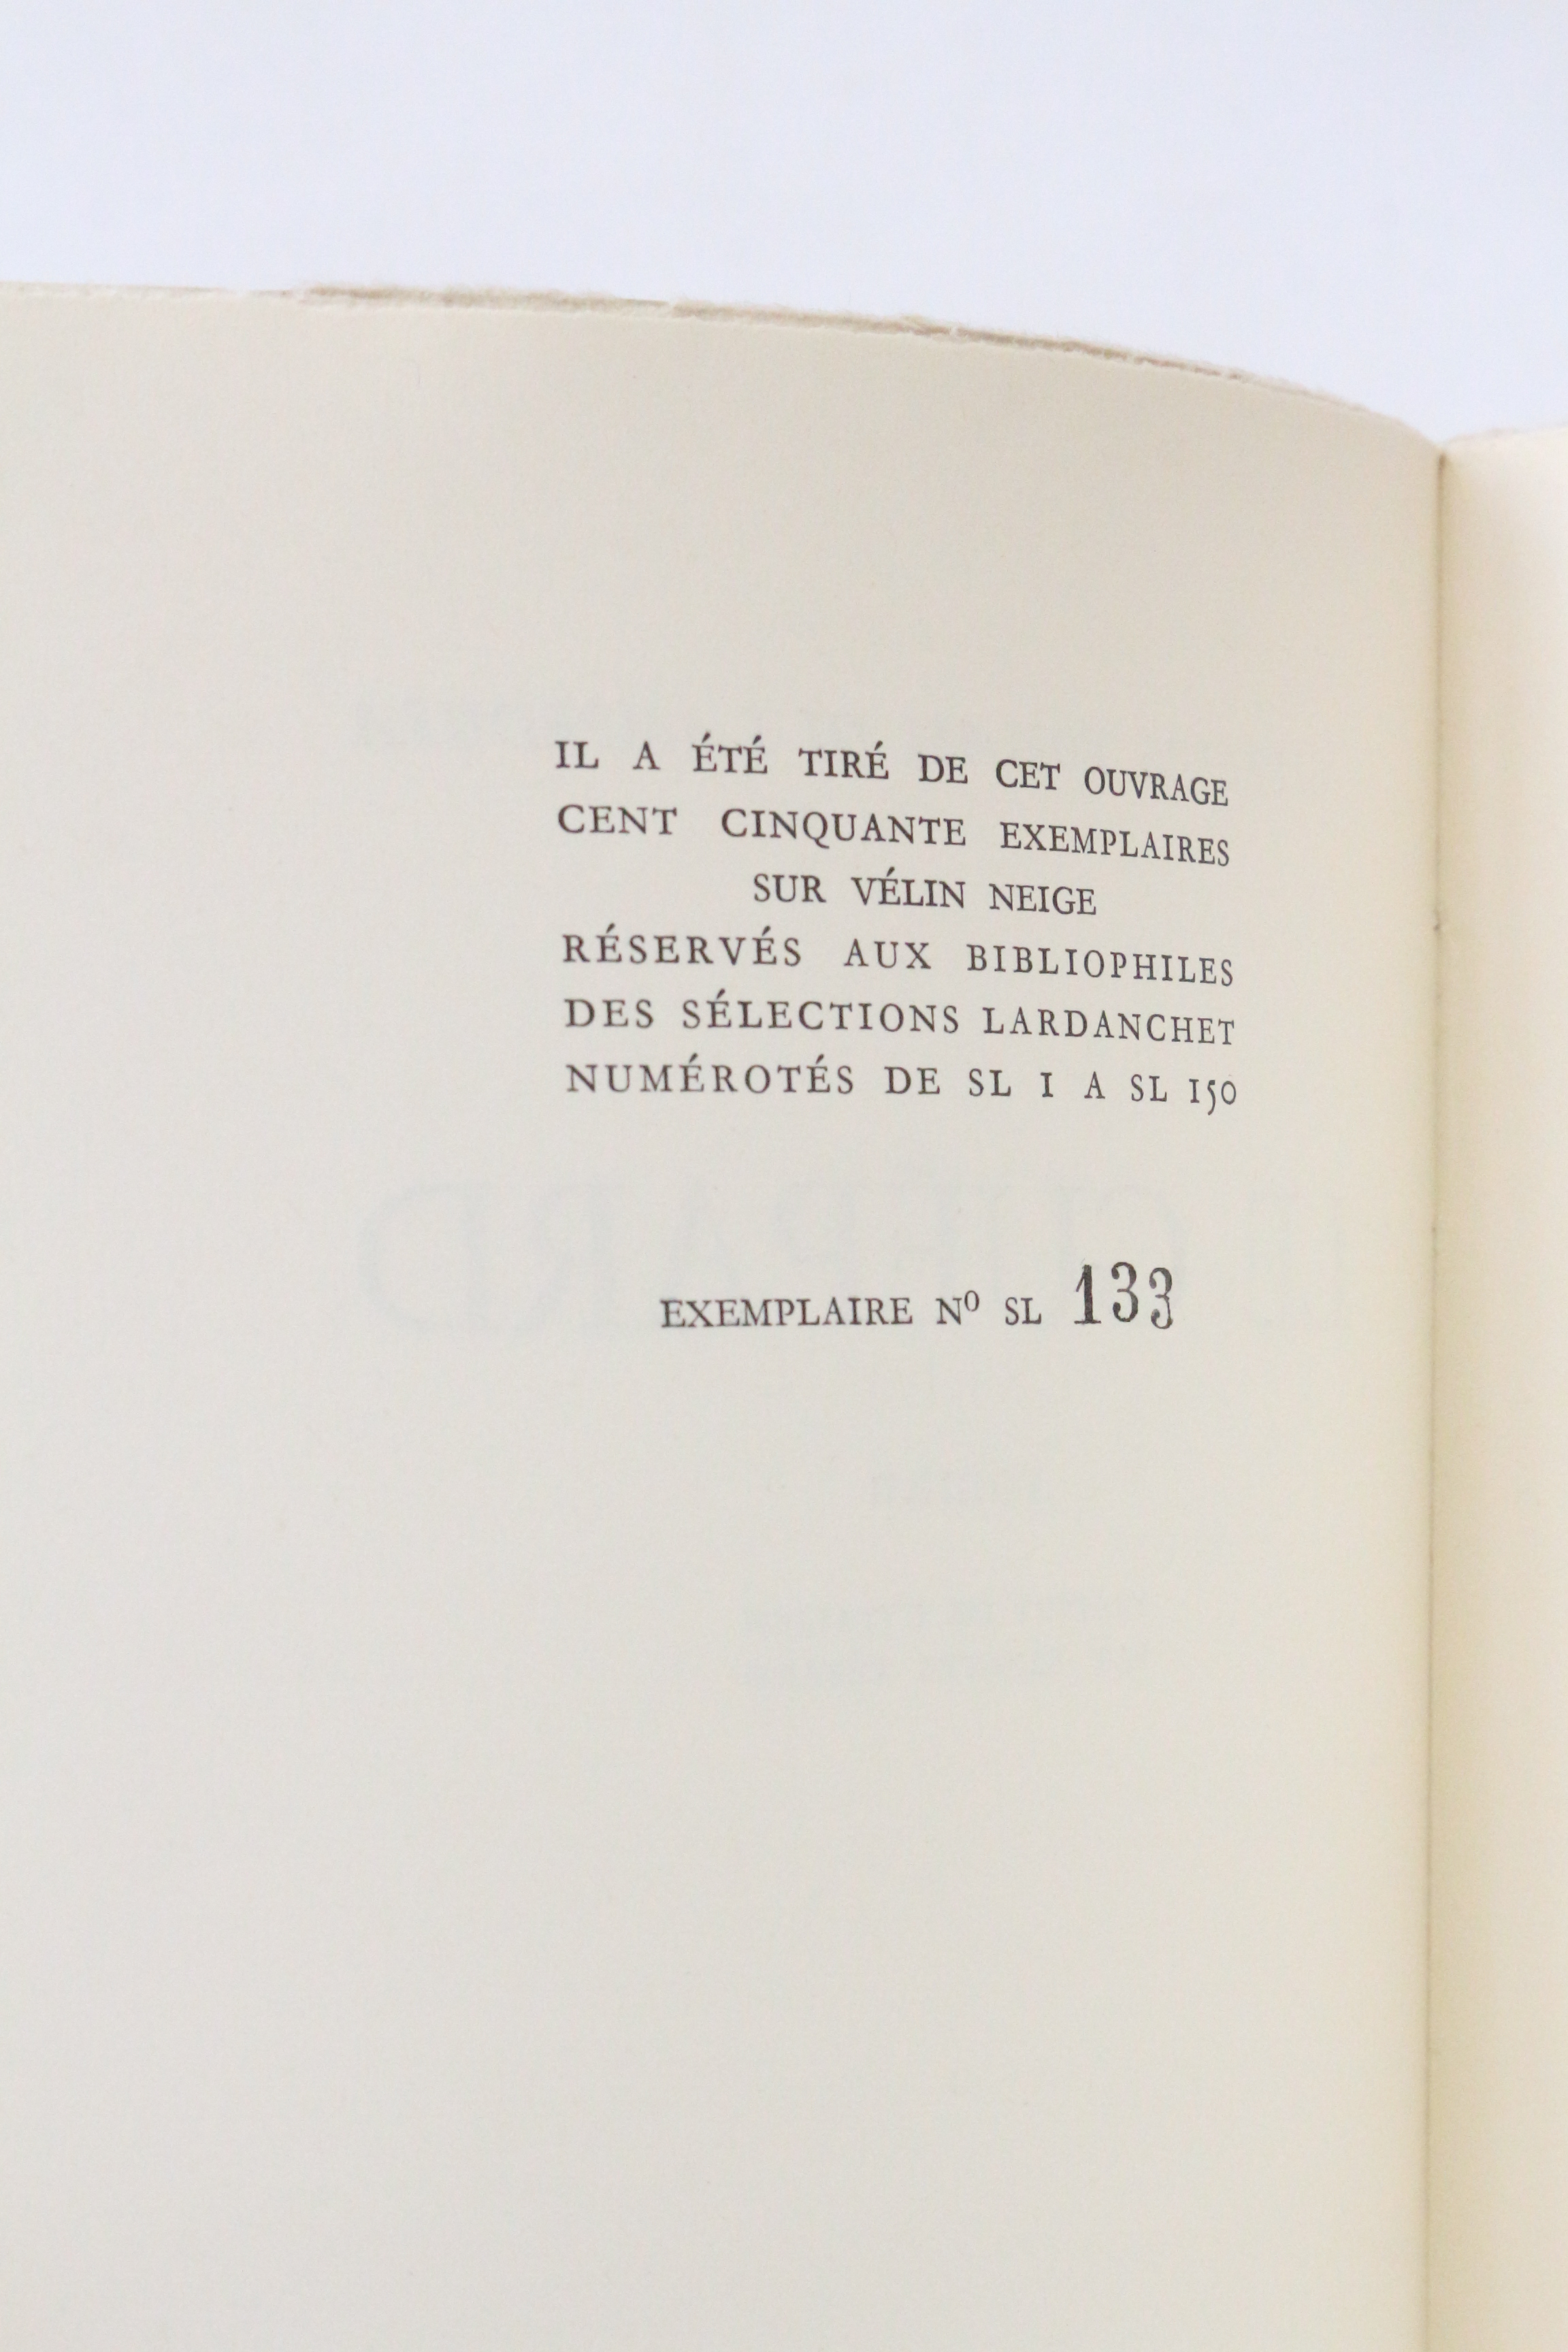 IL A ÉTÉ TIRÉ DE CET OUVRAGE
CENT CINQUANTE EXEMPLAIRES
SUR VÉLIN NEIGE
RÉSERVÉS AUX BIBLIOPHILES
DES SÉLECTIONS LARDANCHET
NUMÉROTÉS DE SL 1 A SL 150
EXEMPLAIRE Nº SL 133